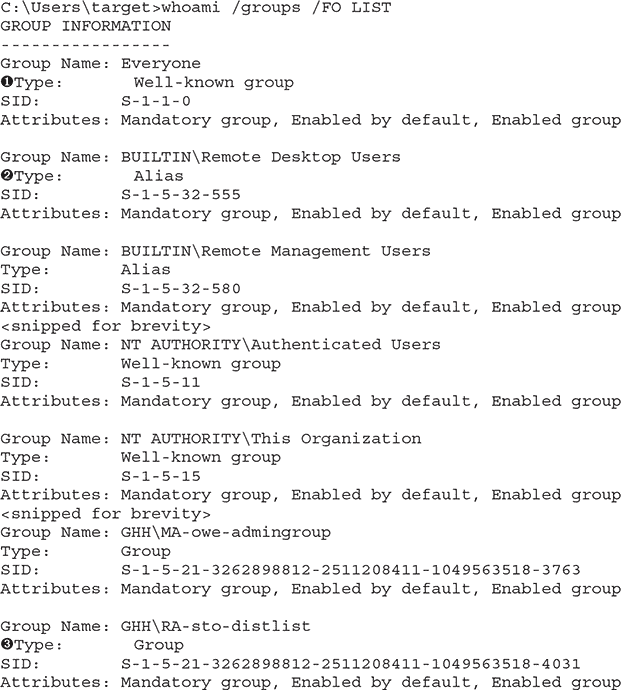 C:\Users\target>whoami /groups /FO LIST
GROUP INFORMATION
-----------------
Group Name: Everyone
❶Type:        Well-known group
SID:        S-1-1-0
Attributes: Mandatory group, Enabled by default, Enabled group
Group Name: BUILTIN\Remote Desktop Users
❷Type:        Alias
SID:        S-1-5-32-555
Attributes: Mandatory group, Enabled by default, Enabled group
Group Name: BUILTIN\Remote Management Users
Type:       Alias
SID:        S-1-5-32-580
Attributes: Mandatory group, Enabled by default, Enabled group
<snipped for brevity>
Group Name: NT AUTHORITY\Authenticated Users
Type:       Well-known group
SID:        S-1-5-11
Attributes: Mandatory group, Enabled by default, Enabled group
Group Name: NT AUTHORITY\This Organization
Type:       Well-known group
SID:        S-1-5-15
Attributes: Mandatory group, Enabled by default, Enabled group
<snipped for brevity>
Group Name: GHH\MA-owe-admingroup
Type:       Group
SID:        S-1-5-21-3262898812-2511208411-1049563518-3763
Attributes: Mandatory group, Enabled by default, Enabled group
Group Name: GHH\RA-sto-distlist
❸Type:        Group
SID:        S-1-5-21-3262898812-2511208411-1049563518-4031
Attributes: Mandatory group, Enabled by default, Enabled group